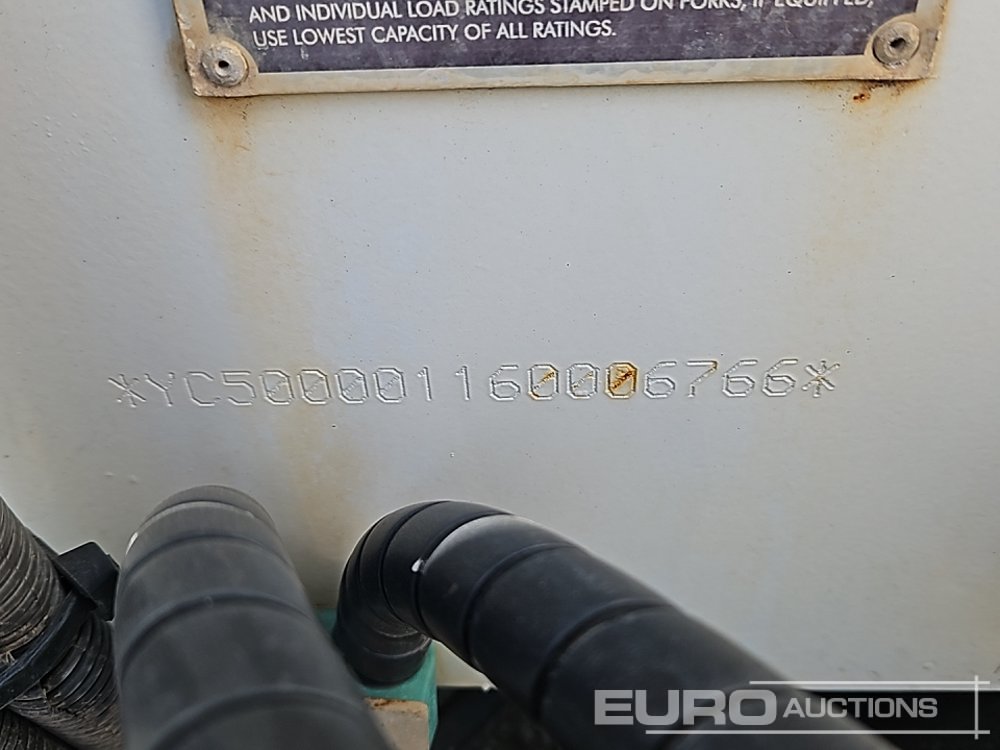 AND INDIVIDUAL LOAD RATINGS STAMPED ON FORKS, IF EQUIPPED,
USE LOWEST CAPACITY OF ALL RATINGS.
*YC500001160006766*
EURO AUCTIONS